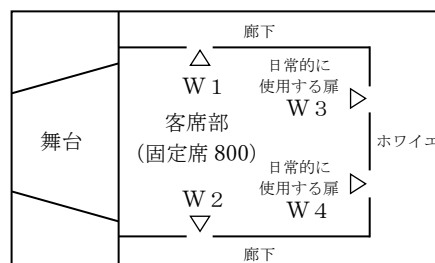 廊下
W1
日常的に
使用する扉
W3
舞台
客席部
(固定席 800)
ホワイエ
日常的に
使用する扉
W4
W2
廊下